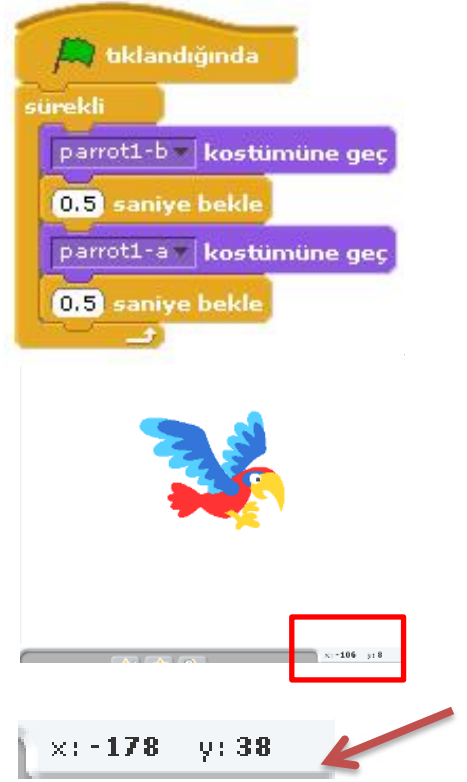 tıklandığında
sürekli
parrot1-b kostümüne geç
0.5 saniye bekle
parrot1-a kostümüne geç
0.5 saniye bekle
x:-106 y:8
x:-178 y:38